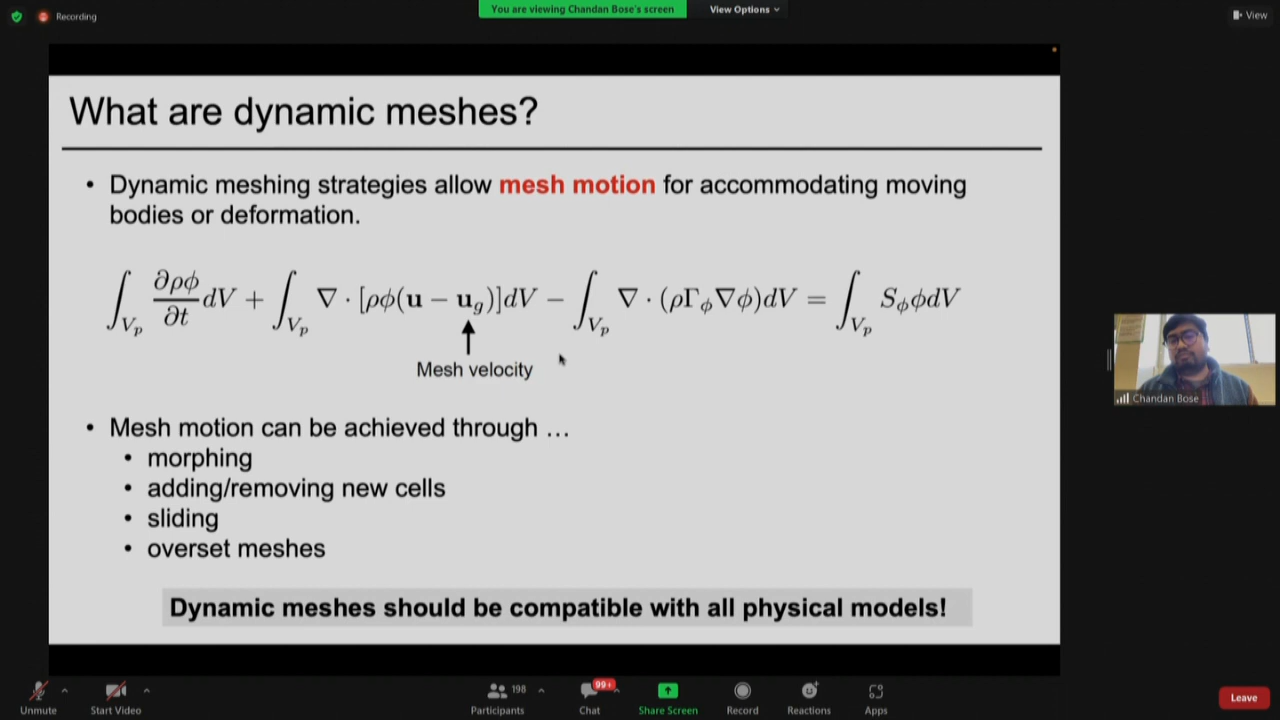 Recording
You are viewing Chandan Bose's screen
View Options
View
What are dynamic meshes?
• Dynamic meshing strategies allow mesh motion for accommodating moving
bodies or deformation.
∫_{V_p} ∂ρϕ/∂t dV + ∫_{V_p} ∇ · [ρϕ(𝐮 − 𝐮_g)]dV − ∫_{V_p} ∇ · (ρΓ_ϕ∇ϕ)dV = ∫_{V_p} S_ϕϕdV
Mesh velocity
• Mesh motion can be achieved through …
• morphing
• adding/removing new cells
• sliding
• overset meshes
Dynamic meshes should be compatible with all physical models!
Chandan Bose
Unmute
Start Video
198
Participants
99+
Chat
Share Screen
Record
Reactions
Apps
Leave